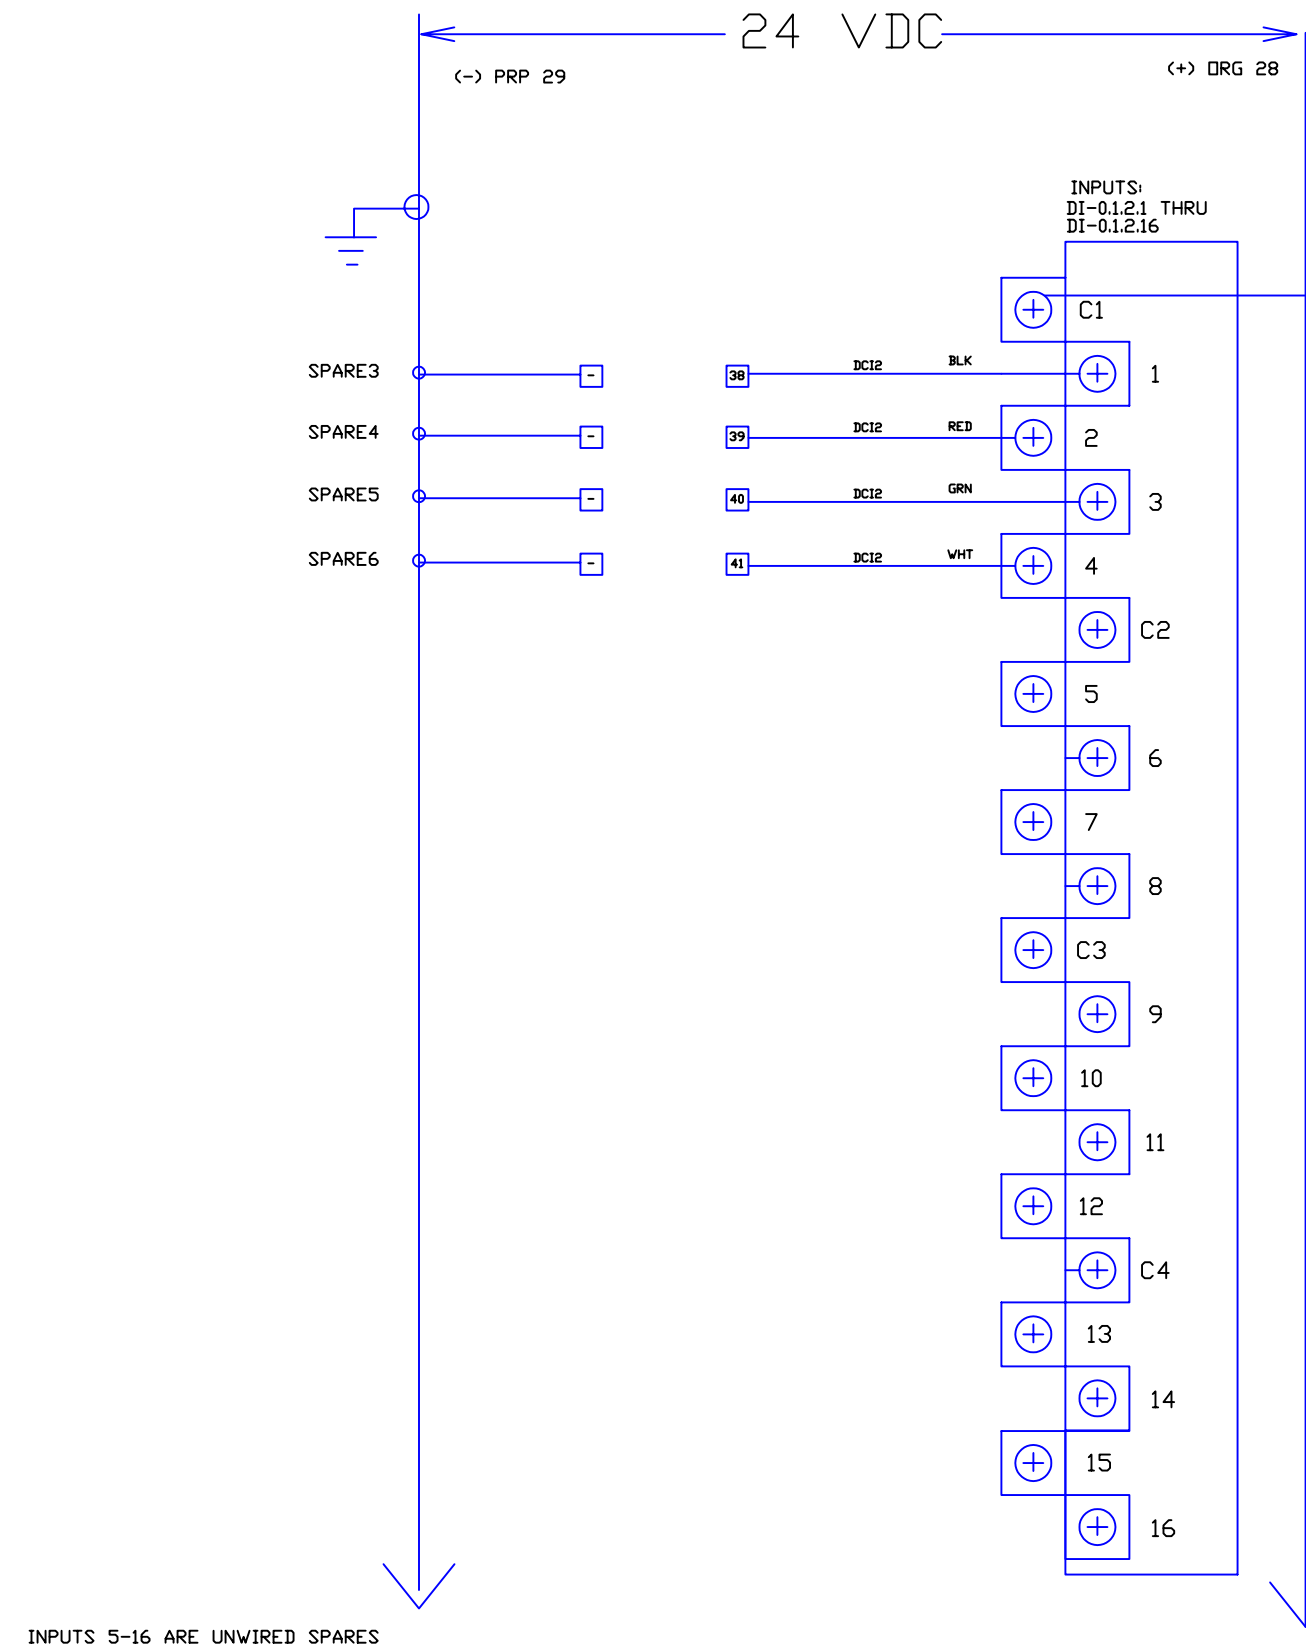 24 VDC
(-) PRP 29
(+) ORG 28
INPUTS:
DI-0.1.2.1 THRU
DI-0.1.2.16
C1
SPARE3 - 38 DCI2 BLK 1
SPARE4 - 39 DCI2 RED 2
SPARE5 - 40 DCI2 GRN 3
SPARE6 - 41 DCI2 WHT 4
C2
5
6
7
8
C3
9
10
11
12
C4
13
14
15
16
INPUTS 5-16 ARE UNWIRED SPARES